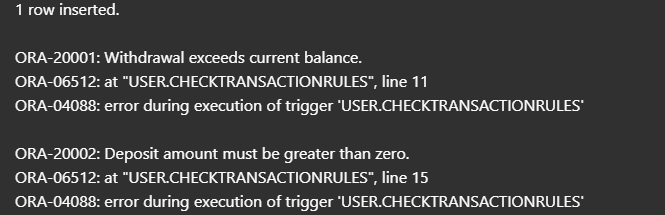 1 row inserted.
ORA-20001: Withdrawal exceeds current balance.
ORA-06512: at "USER.CHECKTRANSACTIONRULES", line 11
ORA-04088: error during execution of trigger 'USER.CHECKTRANSACTIONRULES'
ORA-20002: Deposit amount must be greater than zero.
ORA-06512: at "USER.CHECKTRANSACTIONRULES", line 15
ORA-04088: error during execution of trigger 'USER.CHECKTRANSACTIONRULES'